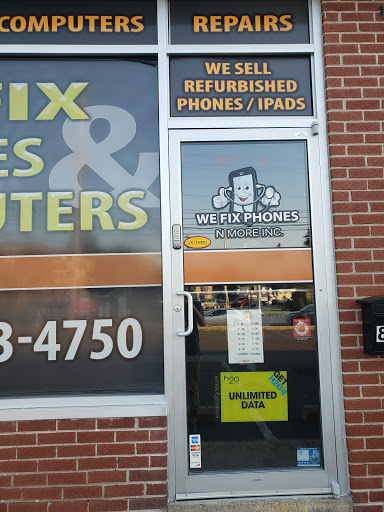 COMPUTERS
REPAIRS
WE SELL
REFURBISHED
PHONES / IPADS
FIX
ES &
UTERS
3-4750
WE FIX PHONES
N MORE INC.
UNLIMITED
DATA
8